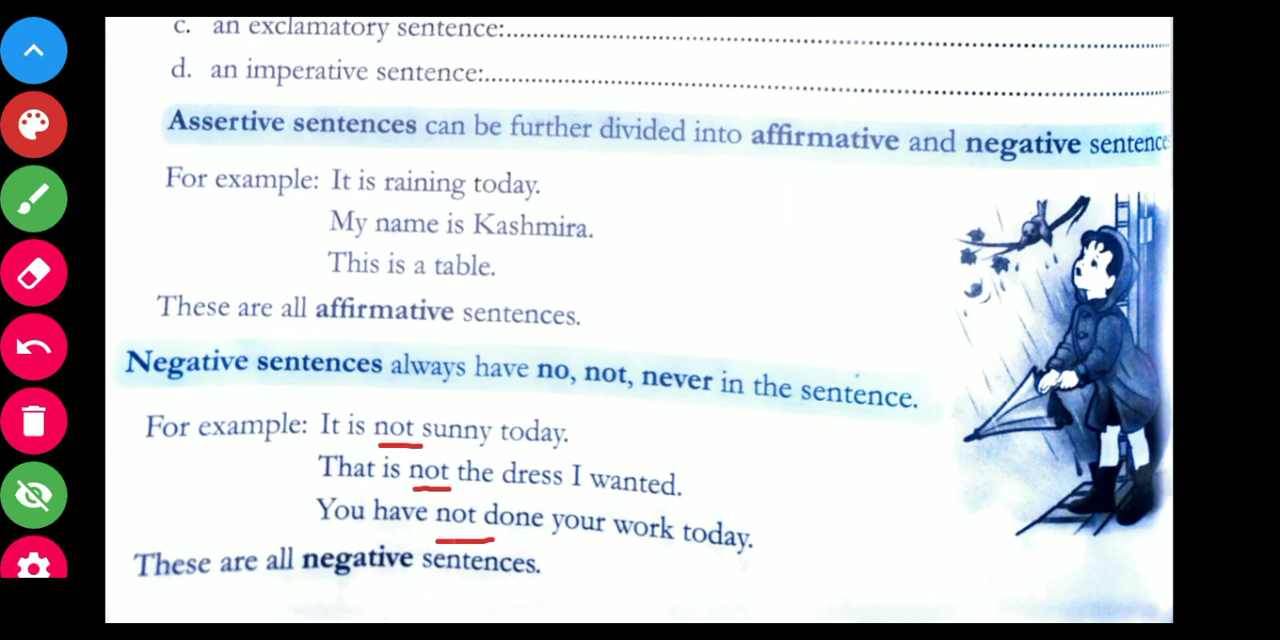 c. an exclamatory sentence:..........................................................................................
d. an imperative sentence:..........................................................................................
Assertive sentences can be further divided into affirmative and negative sentence
For example: It is raining today.
My name is Kashmira.
This is a table.
These are all affirmative sentences.
Negative sentences always have no, not, never in the sentence.
For example: It is not sunny today.
That is not the dress I wanted.
You have not done your work today.
These are all negative sentences.